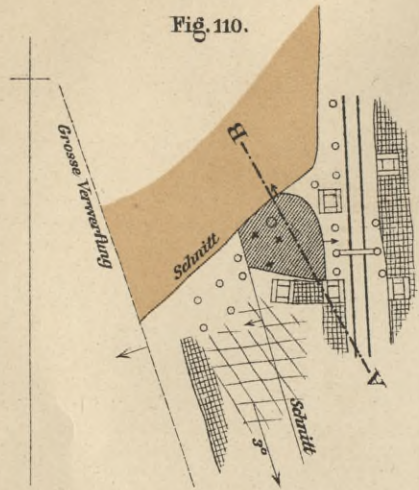 Fig. 110.
Grosse Verwerfung
Schnitt
B
A
Schnitt
3°